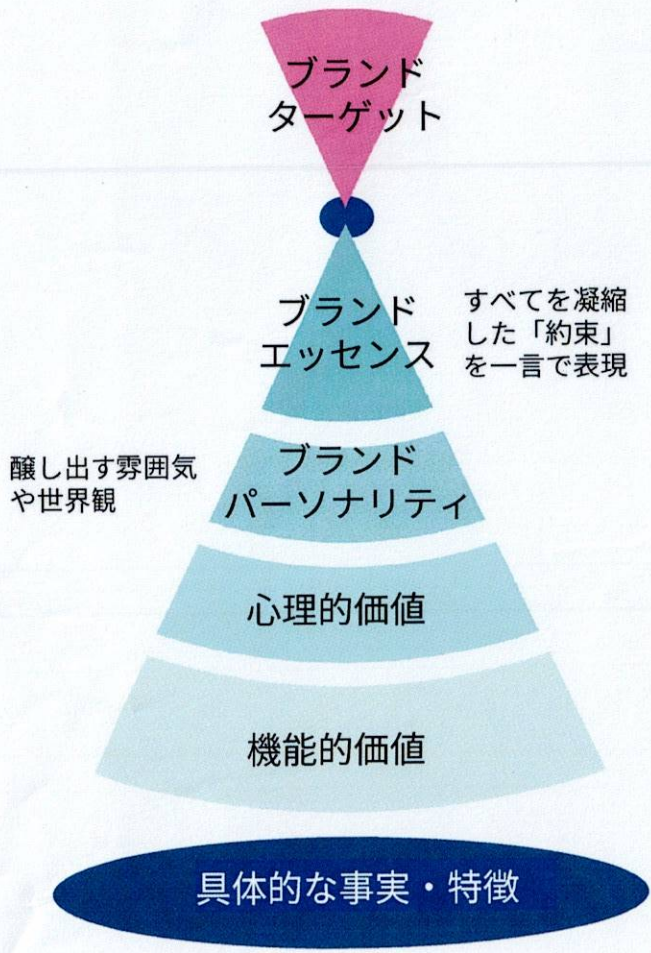 ブランド
ターゲット
ブランド
エッセンス
すべてを凝縮
した「約束」
を一言で表現
醸し出す雰囲気
や世界観
ブランド
パーソナリティ
心理的価値
機能的価値
具体的な事実・特徴